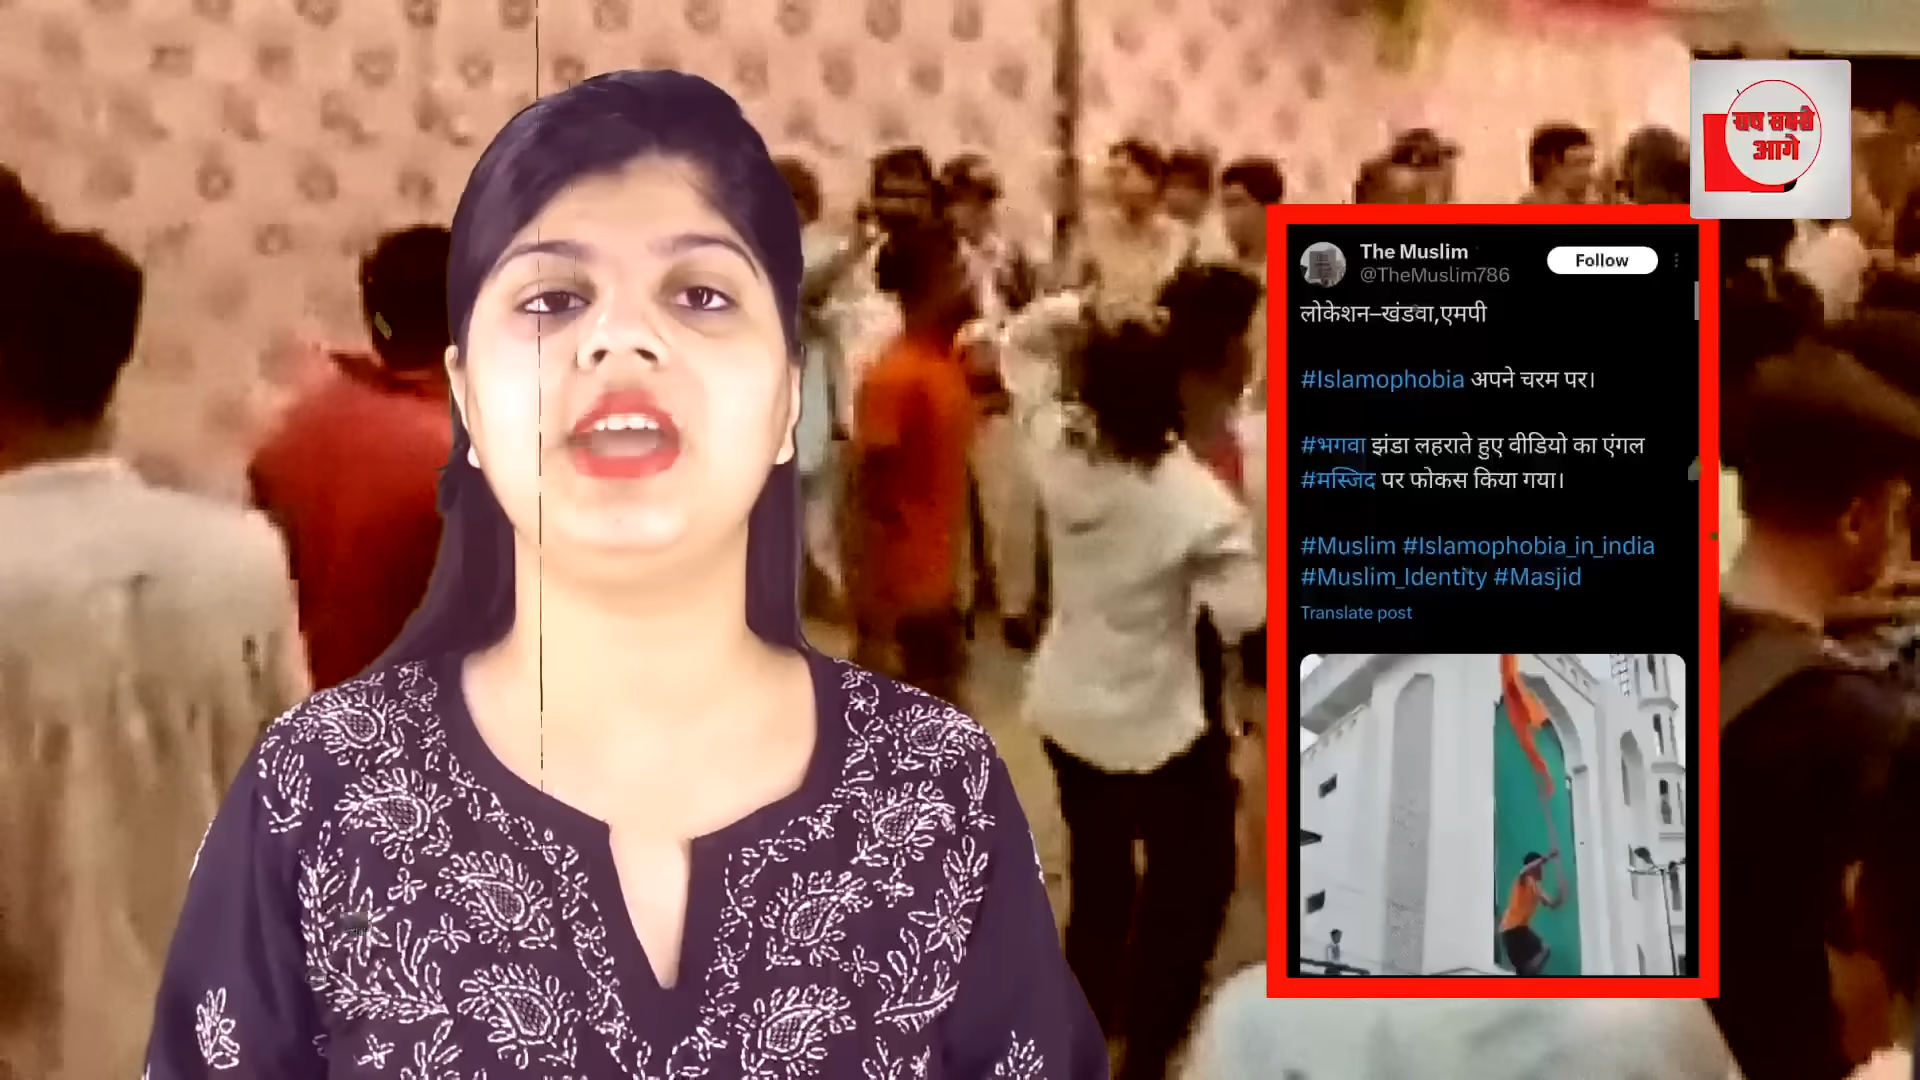 सच सबसे
आगे
The Muslim
@TheMuslim786
Follow
लोकेशन–खंडवा,एमपी
#Islamophobia अपने चरम पर।
#भगवा झंडा लहराते हुए वीडियो का एंगल
#मस्जिद पर फोकस किया गया।
#Muslim #Islamophobia_in_india
#Muslim_Identity #Masjid
Translate post